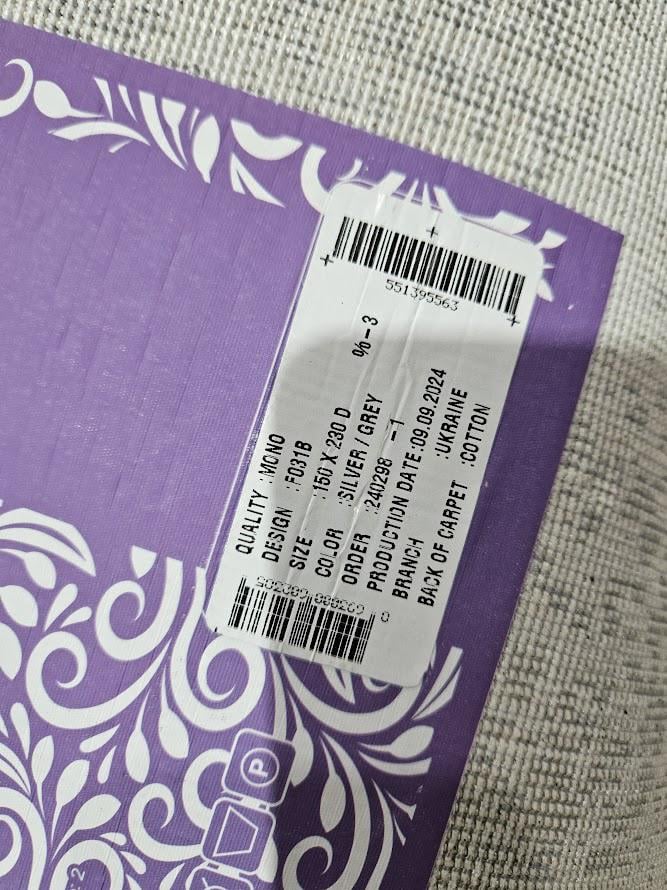 551395563
QUALITY :MONO
DESIGN :F031B
SIZE :150 X 230 D %-3
COLOR :SILVER / GREY
ORDER :240298 -1
PRODUCTION DATE:09.09.2024
BRANCH :UKRAINE
BACK OF CARPET :COTTON
P